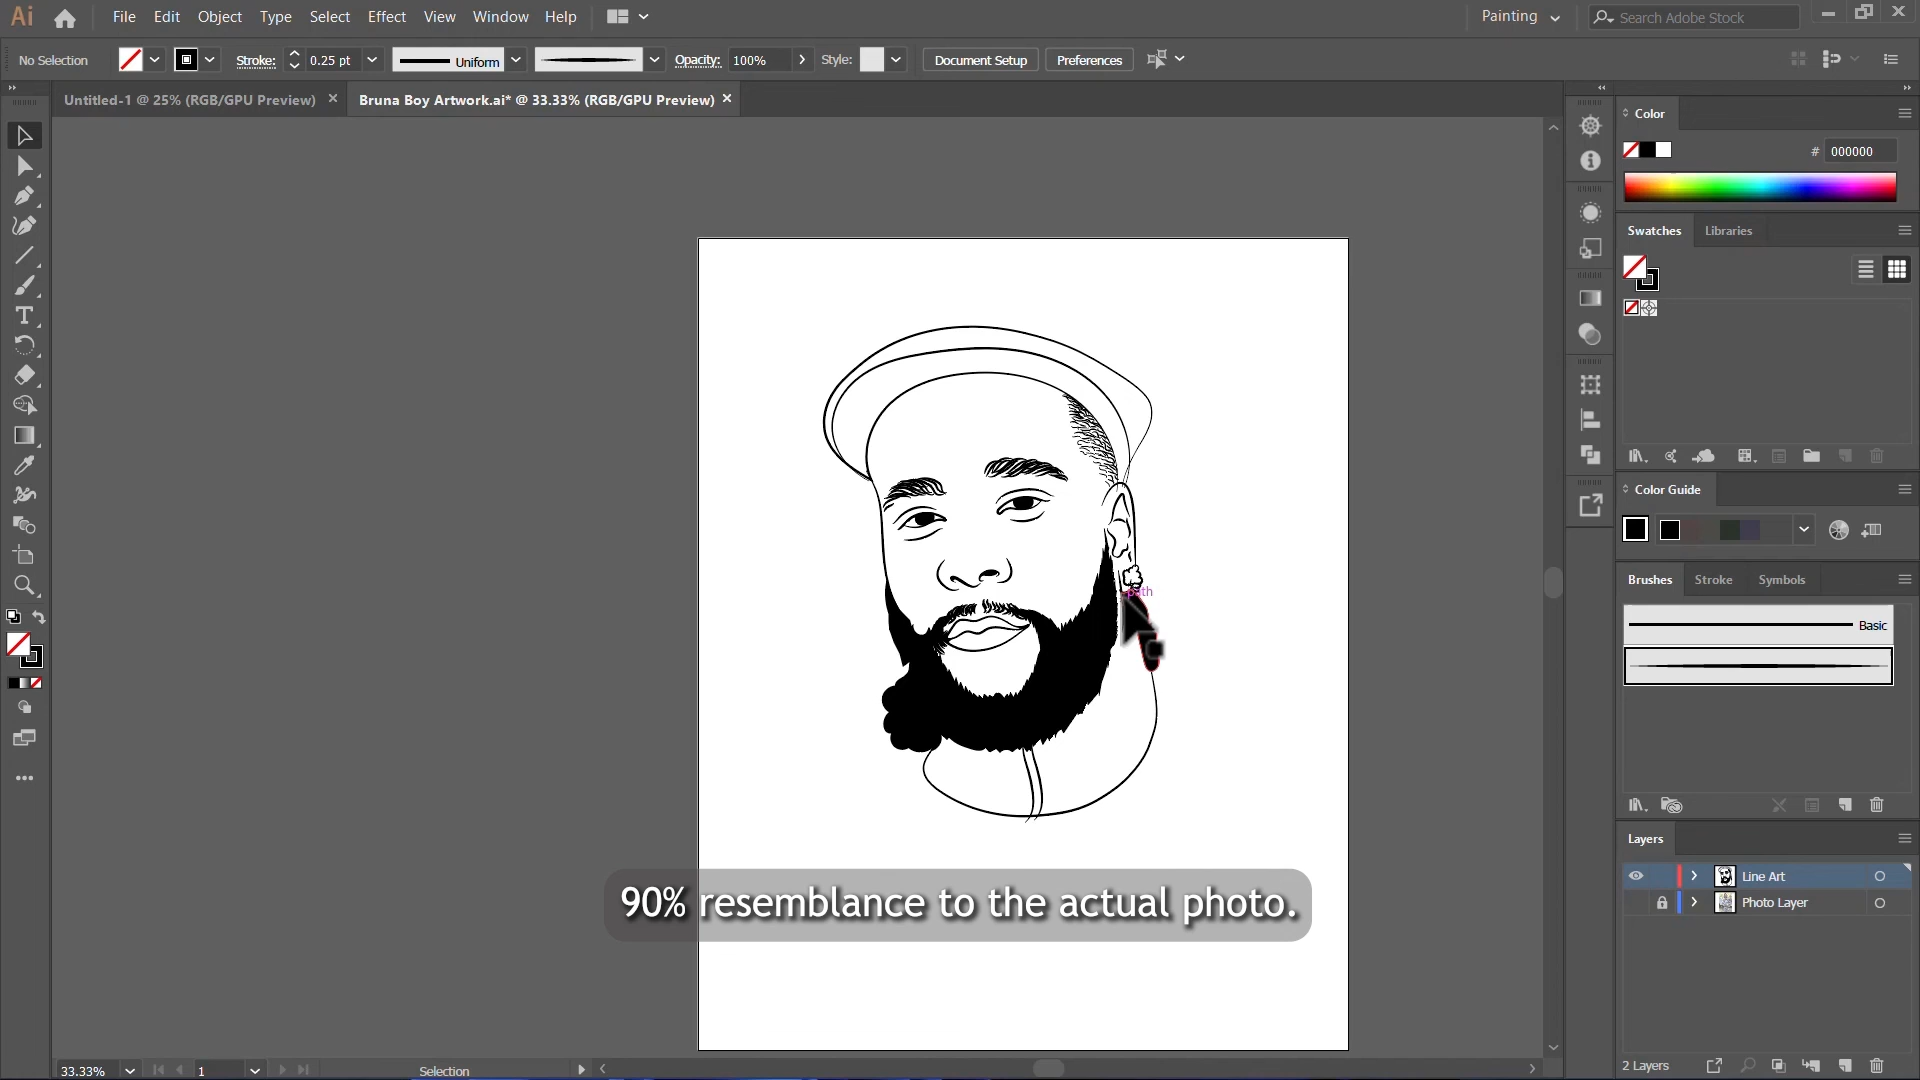 Ai File Edit Object Type Select Effect View Window Help Painting Search Adobe Stock
No Selection Stroke: 0.25 pt Uniform Opacity: 100% Style: Document Setup Preferences
Untitled-1 @ 25% (RGB/GPU Preview) Bruna Boy Artwork.ai* @ 33.33% (RGB/GPU Preview)
Color
# 000000
Swatches Libraries
Color Guide
Brushes Stroke Symbols
Basic
path
Layers
Line Art
Photo Layer
90% resemblance to the actual photo.
2 Layers
33.33% 1 Selection